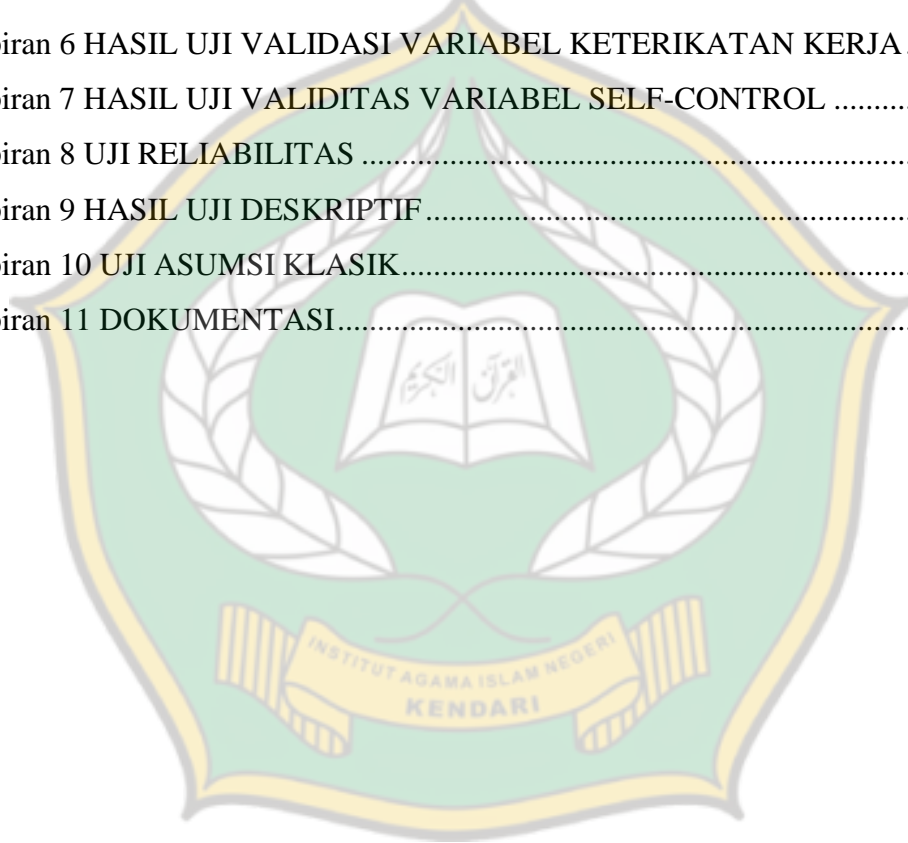 piran 6 HASIL UJI VALIDASI VARIABEL KETERIKATAN KERJA.
piran 7 HASIL UJI VALIDITAS VARIABEL SELF-CONTROL ..........
piran 8 UJI RELIABILITAS ..........................................................................
piran 9 HASIL UJI DESKRIPTIF.................................................................
piran 10 UJI ASUMSI KLASIK....................................................................
piran 11 DOKUMENTASI..............................................................................
القرآن الكريم
INSTITUT AGAMA ISLAM NEGERI
KENDARI